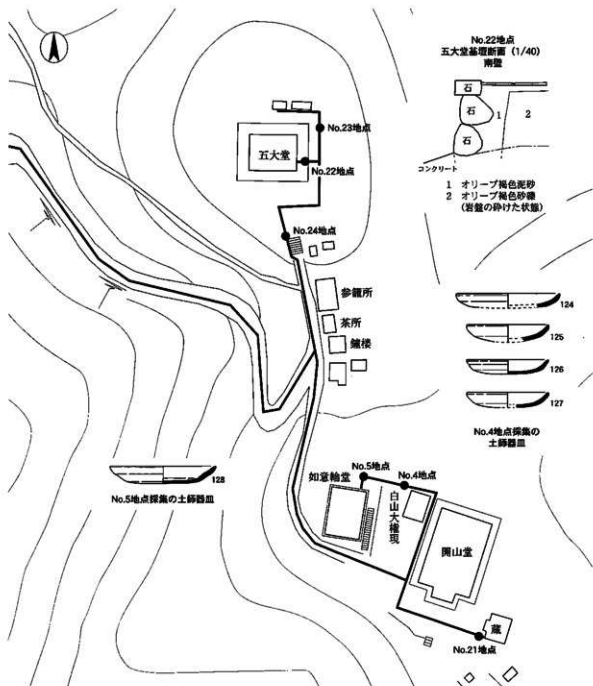 No.22地点
五大堂基壇断面（1/40）
南壁
石
石
石
1
2
コンクリート
1 オリーブ褐色泥砂
2 オリーブ褐色砂礫
(岩盤の砕けた状態)
No.23地点
五大堂
No.22地点
No.24地点
参籠所
茶所
鐘楼
124
125
126
127
No.4地点採集の
土師器皿
128
No.5地点採集の土師器皿
如意輪堂
No.5地点
No.4地点
白山大権現
開山堂
蔵
No.21地点